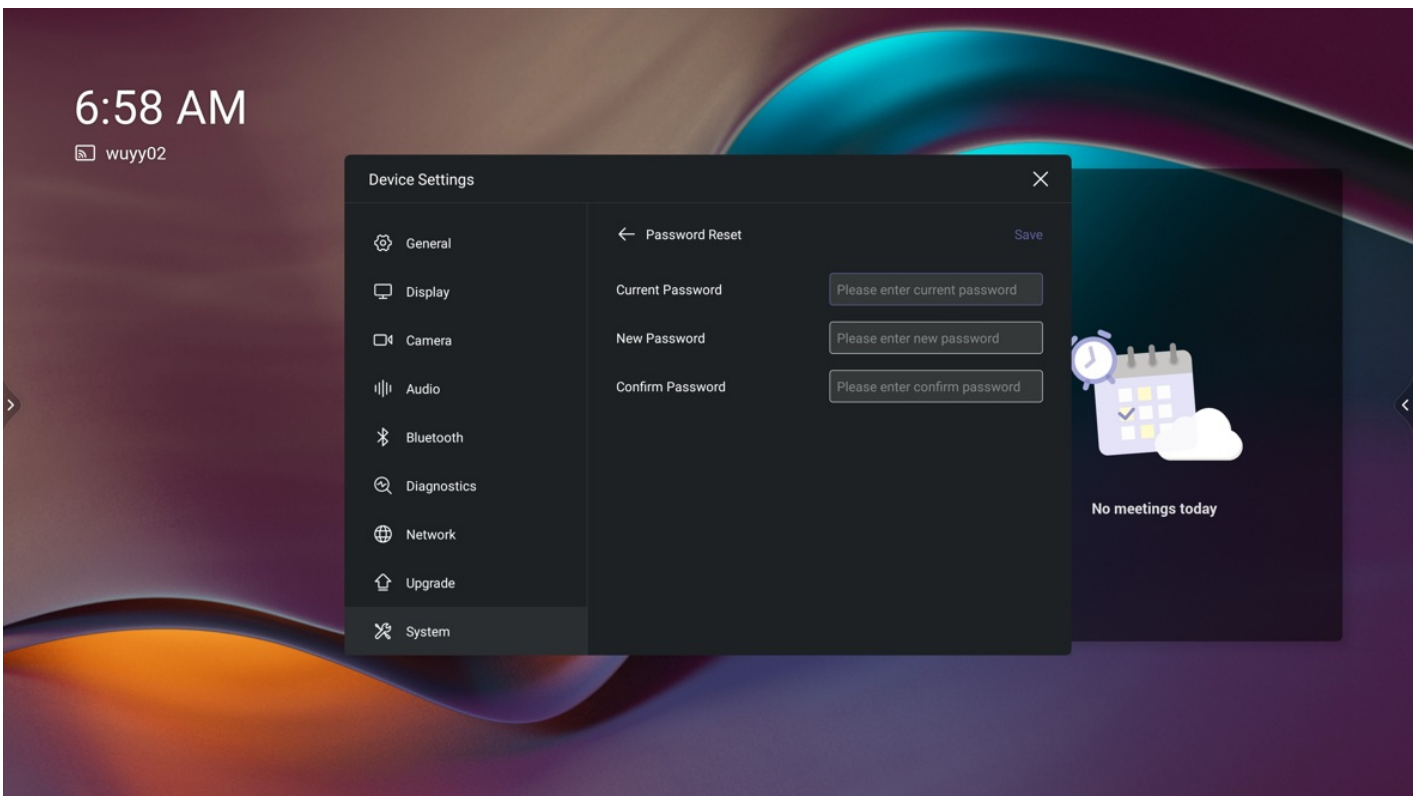 6:58 AM
wuyy02
Device Settings
General
Display
Camera
Audio
Bluetooth
Diagnostics
Network
Upgrade
System
Password Reset
Save
Current Password
Please enter current password
New Password
Please enter new password
Confirm Password
Please enter confirm password
No meetings today